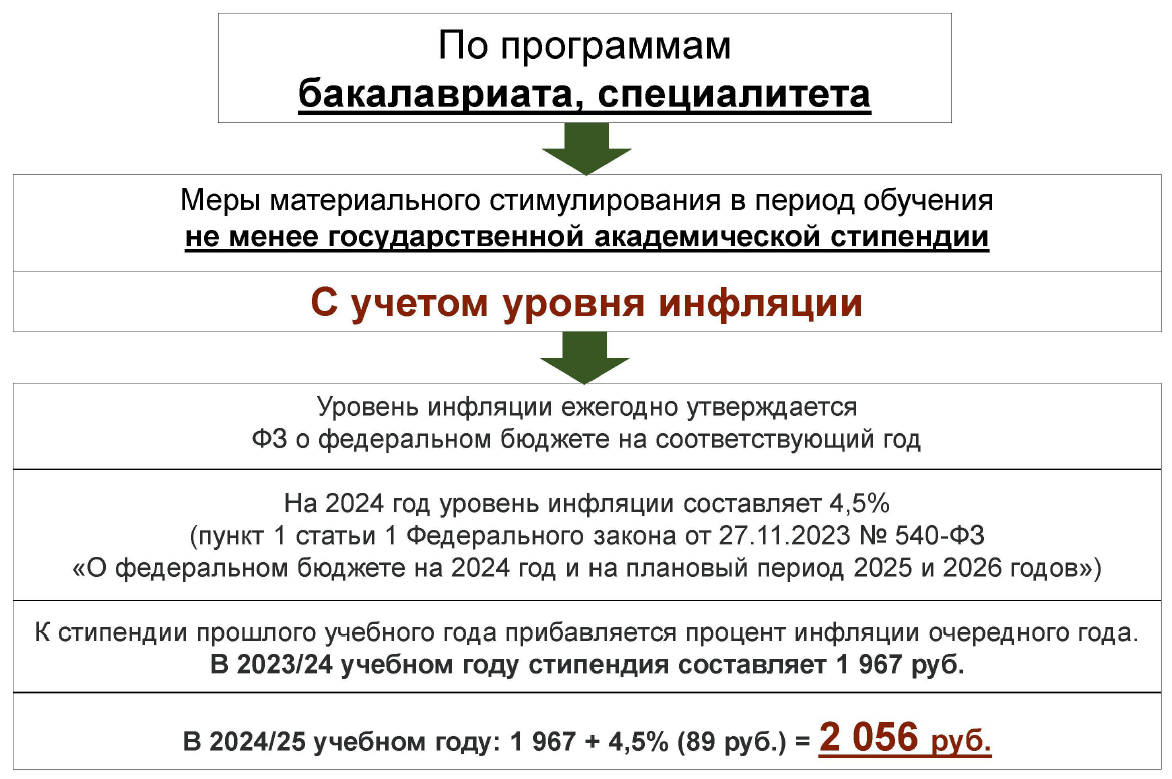 По программам
бакалавриата, специалитета
Меры материального стимулирования в период обучения
не менее государственной академической стипендии
С учетом уровня инфляции
Уровень инфляции ежегодно утверждается
ФЗ о федеральном бюджете на соответствующий год
На 2024 год уровень инфляции составляет 4,5%
(пункт 1 статьи 1 Федерального закона от 27.11.2023 № 540-ФЗ
«О федеральном бюджете на 2024 год и на плановый период 2025 и 2026 годов»)
К стипендии прошлого учебного года прибавляется процент инфляции очередного года.
В 2023/24 учебном году стипендия составляет 1 967 руб.
В 2024/25 учебном году: 1 967 + 4,5% (89 руб.) = 2 056 руб.